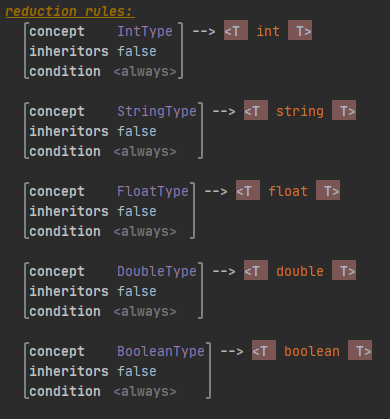 reduction rules:
concept IntType --> <T int T>
inheritors false
condition <always>
concept StringType --> <T string T>
inheritors false
condition <always>
concept FloatType --> <T float T>
inheritors false
condition <always>
concept DoubleType --> <T double T>
inheritors false
condition <always>
concept BooleanType --> <T boolean T>
inheritors false
condition <always>